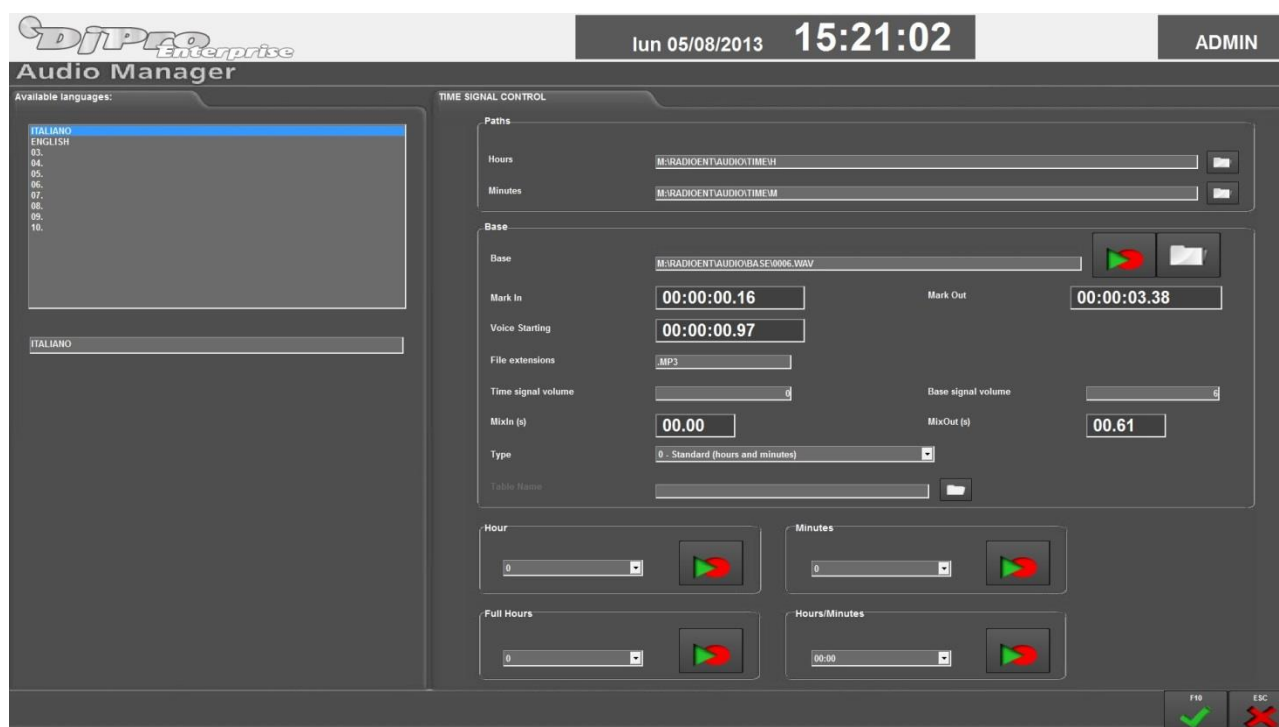 DJPro
Enterprise
lun 05/08/2013 15:21:02
ADMIN
Audio Manager
Available languages:
ITALIANO
ENGLISH
03.
04.
05.
06.
07.
08.
09.
10.
ITALIANO
TIME SIGNAL CONTROL
Paths
Hours M:\RADIOENT\AUDIO\TIME\H
Minutes M:\RADIOENT\AUDIO\TIME\M
Base
Base M:\RADIOENT\AUDIO\BASE\0006.WAV
Mark In 00:00:00.16 Mark Out 00:00:03.38
Voice Starting 00:00:00.97
File extensions .MP3
Time signal volume 0 Base signal volume 6
MixIn (s) 00.00 MixOut (s) 00.61
Type 0 - Standard (hours and minutes)
Table Name
Hour Minutes
0 0
Full Hours Hours/Minutes
0 00:00
F10 ESC